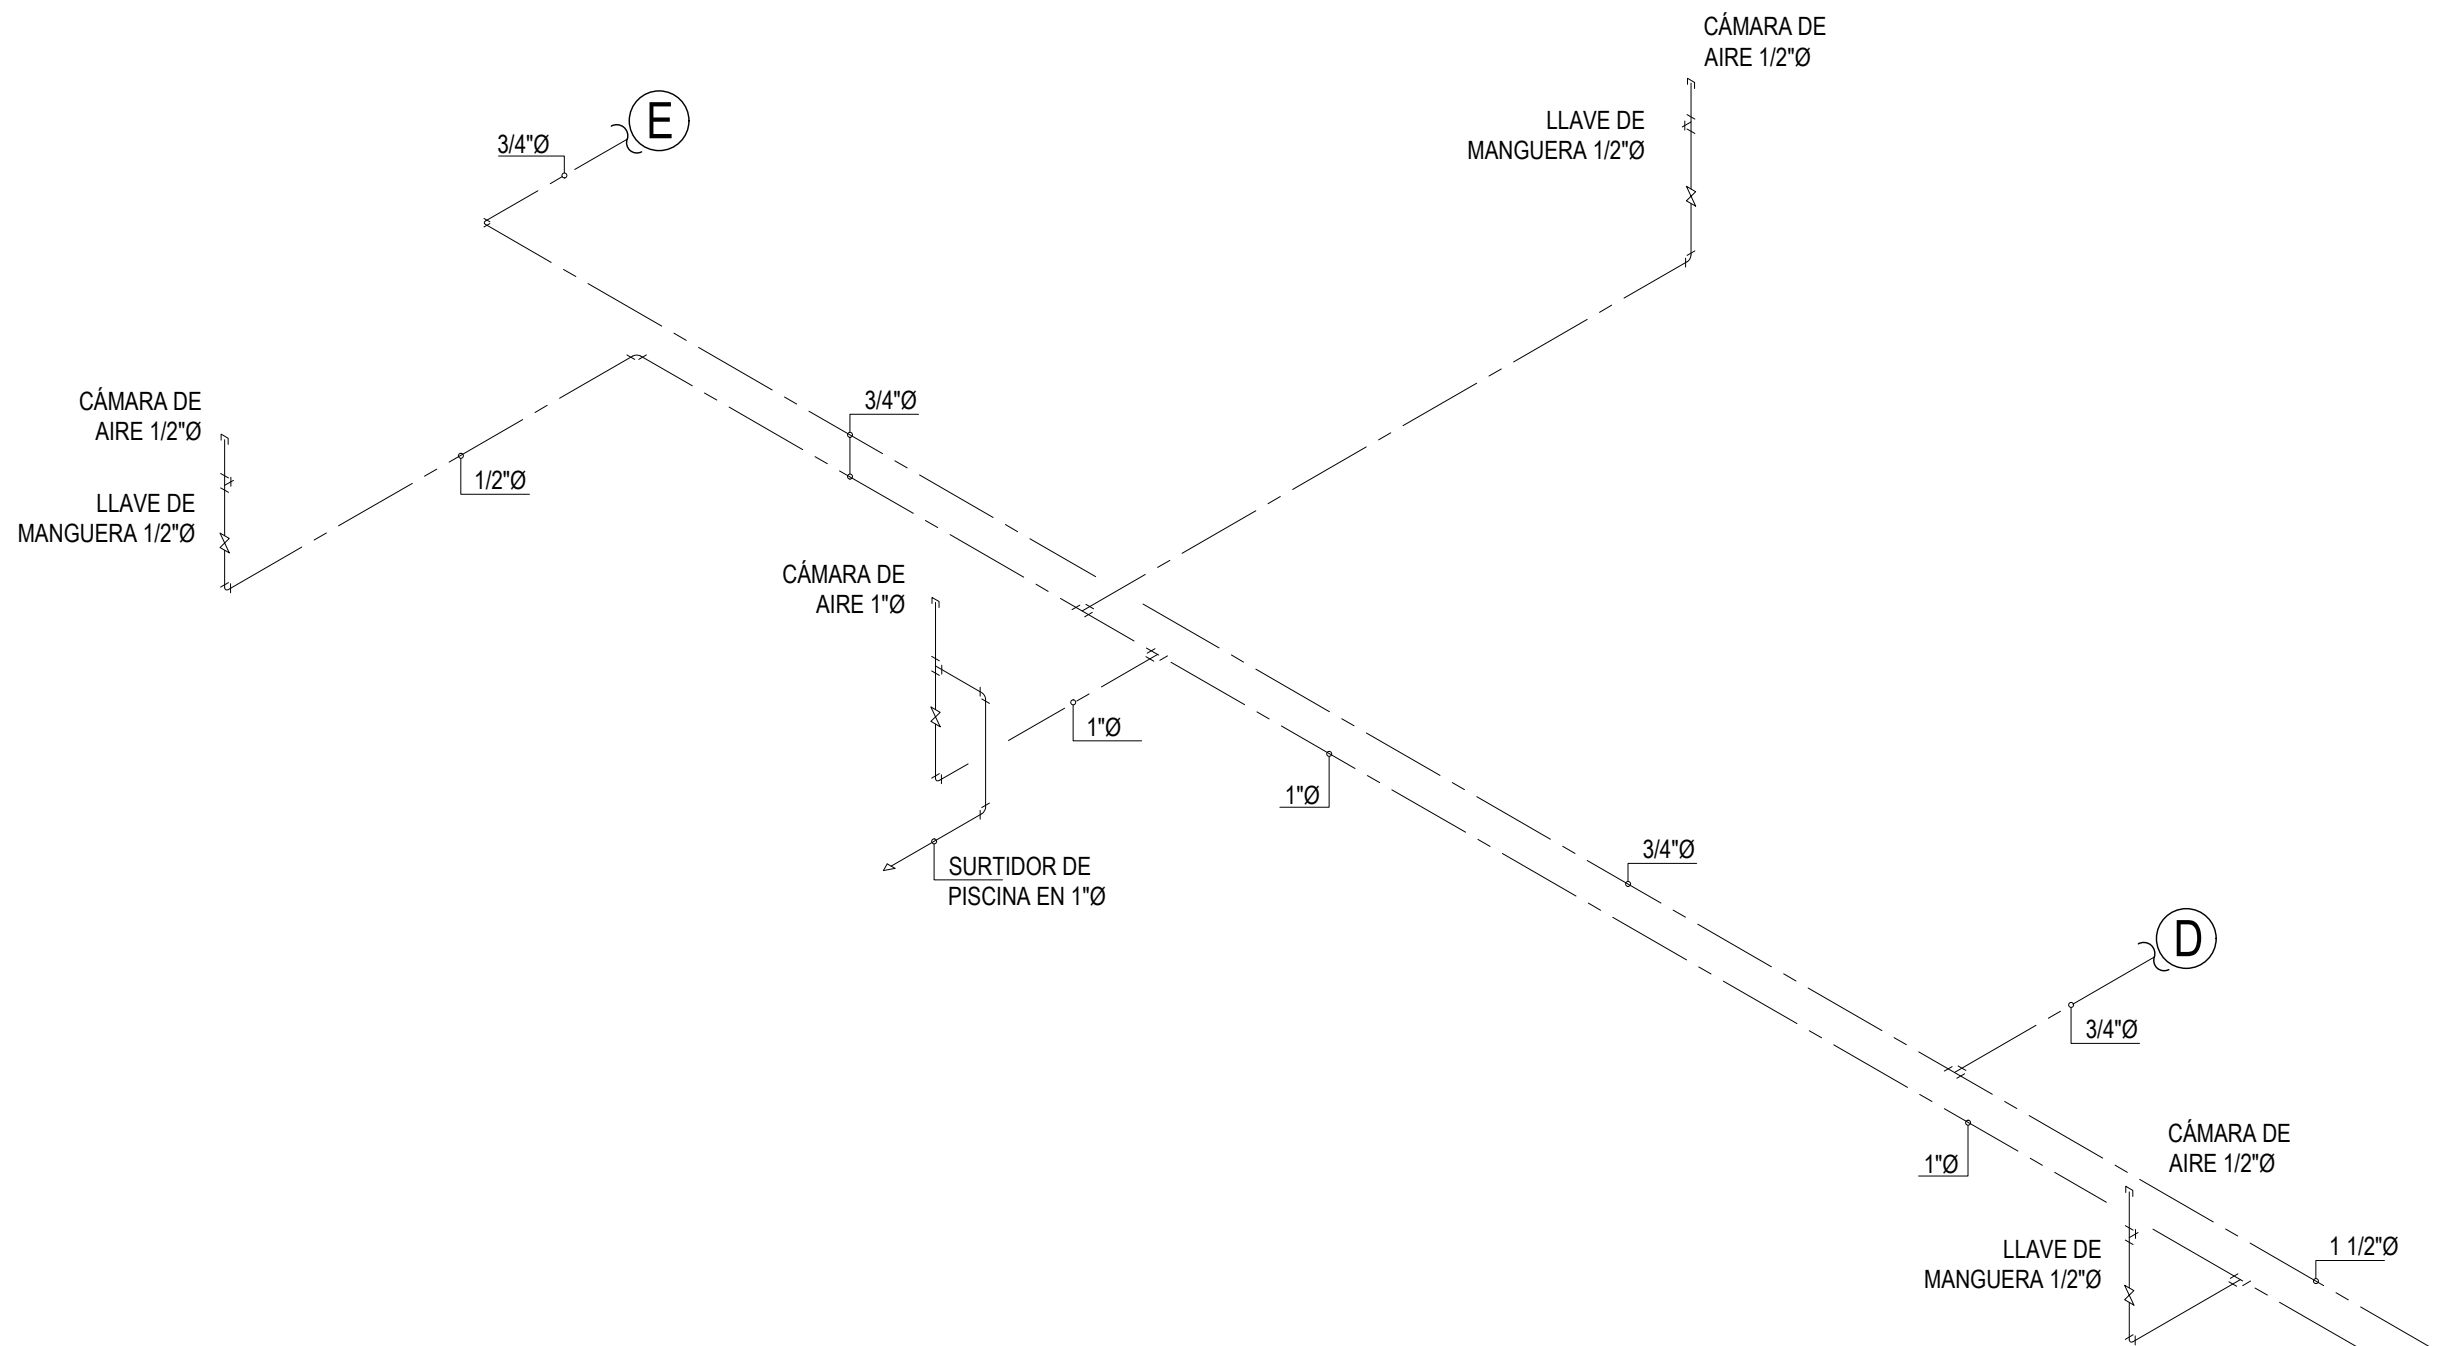 CÁMARA DE
AIRE 1/2"Ø
E
LLAVE DE
MANGUERA 1/2"Ø
3/4"Ø
CÁMARA DE
AIRE 1/2"Ø
3/4"Ø
1/2"Ø
LLAVE DE
MANGUERA 1/2"Ø
CÁMARA DE
AIRE 1"Ø
1"Ø
1"Ø
3/4"Ø
SURTIDOR DE
PISCINA EN 1"Ø
D
3/4"Ø
CÁMARA DE
AIRE 1/2"Ø
1"Ø
LLAVE DE
MANGUERA 1/2"Ø
1 1/2"Ø